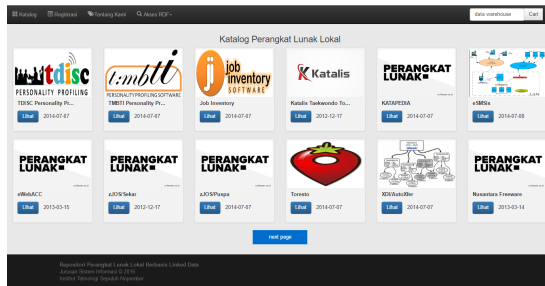 Katalog Registrasi Tentang Kami Akses RDF data warehouse Cari
Katalog Perangkat Lunak Lokal
tdisc
PERSONALITY PROFILING
TDISC Personality Pr...
Lihat 2014-07-07
t:mbti
PERSONALITY PROFILING SOFTWARE
TMBTI Personality Pr...
Lihat 2014-07-07
job
inventory
SOFTWARE
Job Inventory
Lihat 2014-07-07
Katalis
Katalis Taekwondo To...
Lihat 2012-12-17
PERANGKAT
LUNAK
KATAPEDIA
Lihat 2014-07-07
eSMSis
Lihat 2014-07-08
PERANGKAT
LUNAK
eWebACC
Lihat 2013-03-15
PERANGKAT
LUNAK
zJOS/Sekar
Lihat 2012-12-17
PERANGKAT
LUNAK
zJOS/Puspa
Lihat 2014-07-07
Toresto
Lihat 2014-07-07
XDI/AutoXfer
Lihat 2014-07-07
PERANGKAT
LUNAK
Nusantara Freeware
Lihat 2013-03-14
next page
Repositori Perangkat Lunak Lokal Berbasis Linked Data
Jurusan Sistem Informasi © 2015
Institut Teknologi Sepuluh Nopember